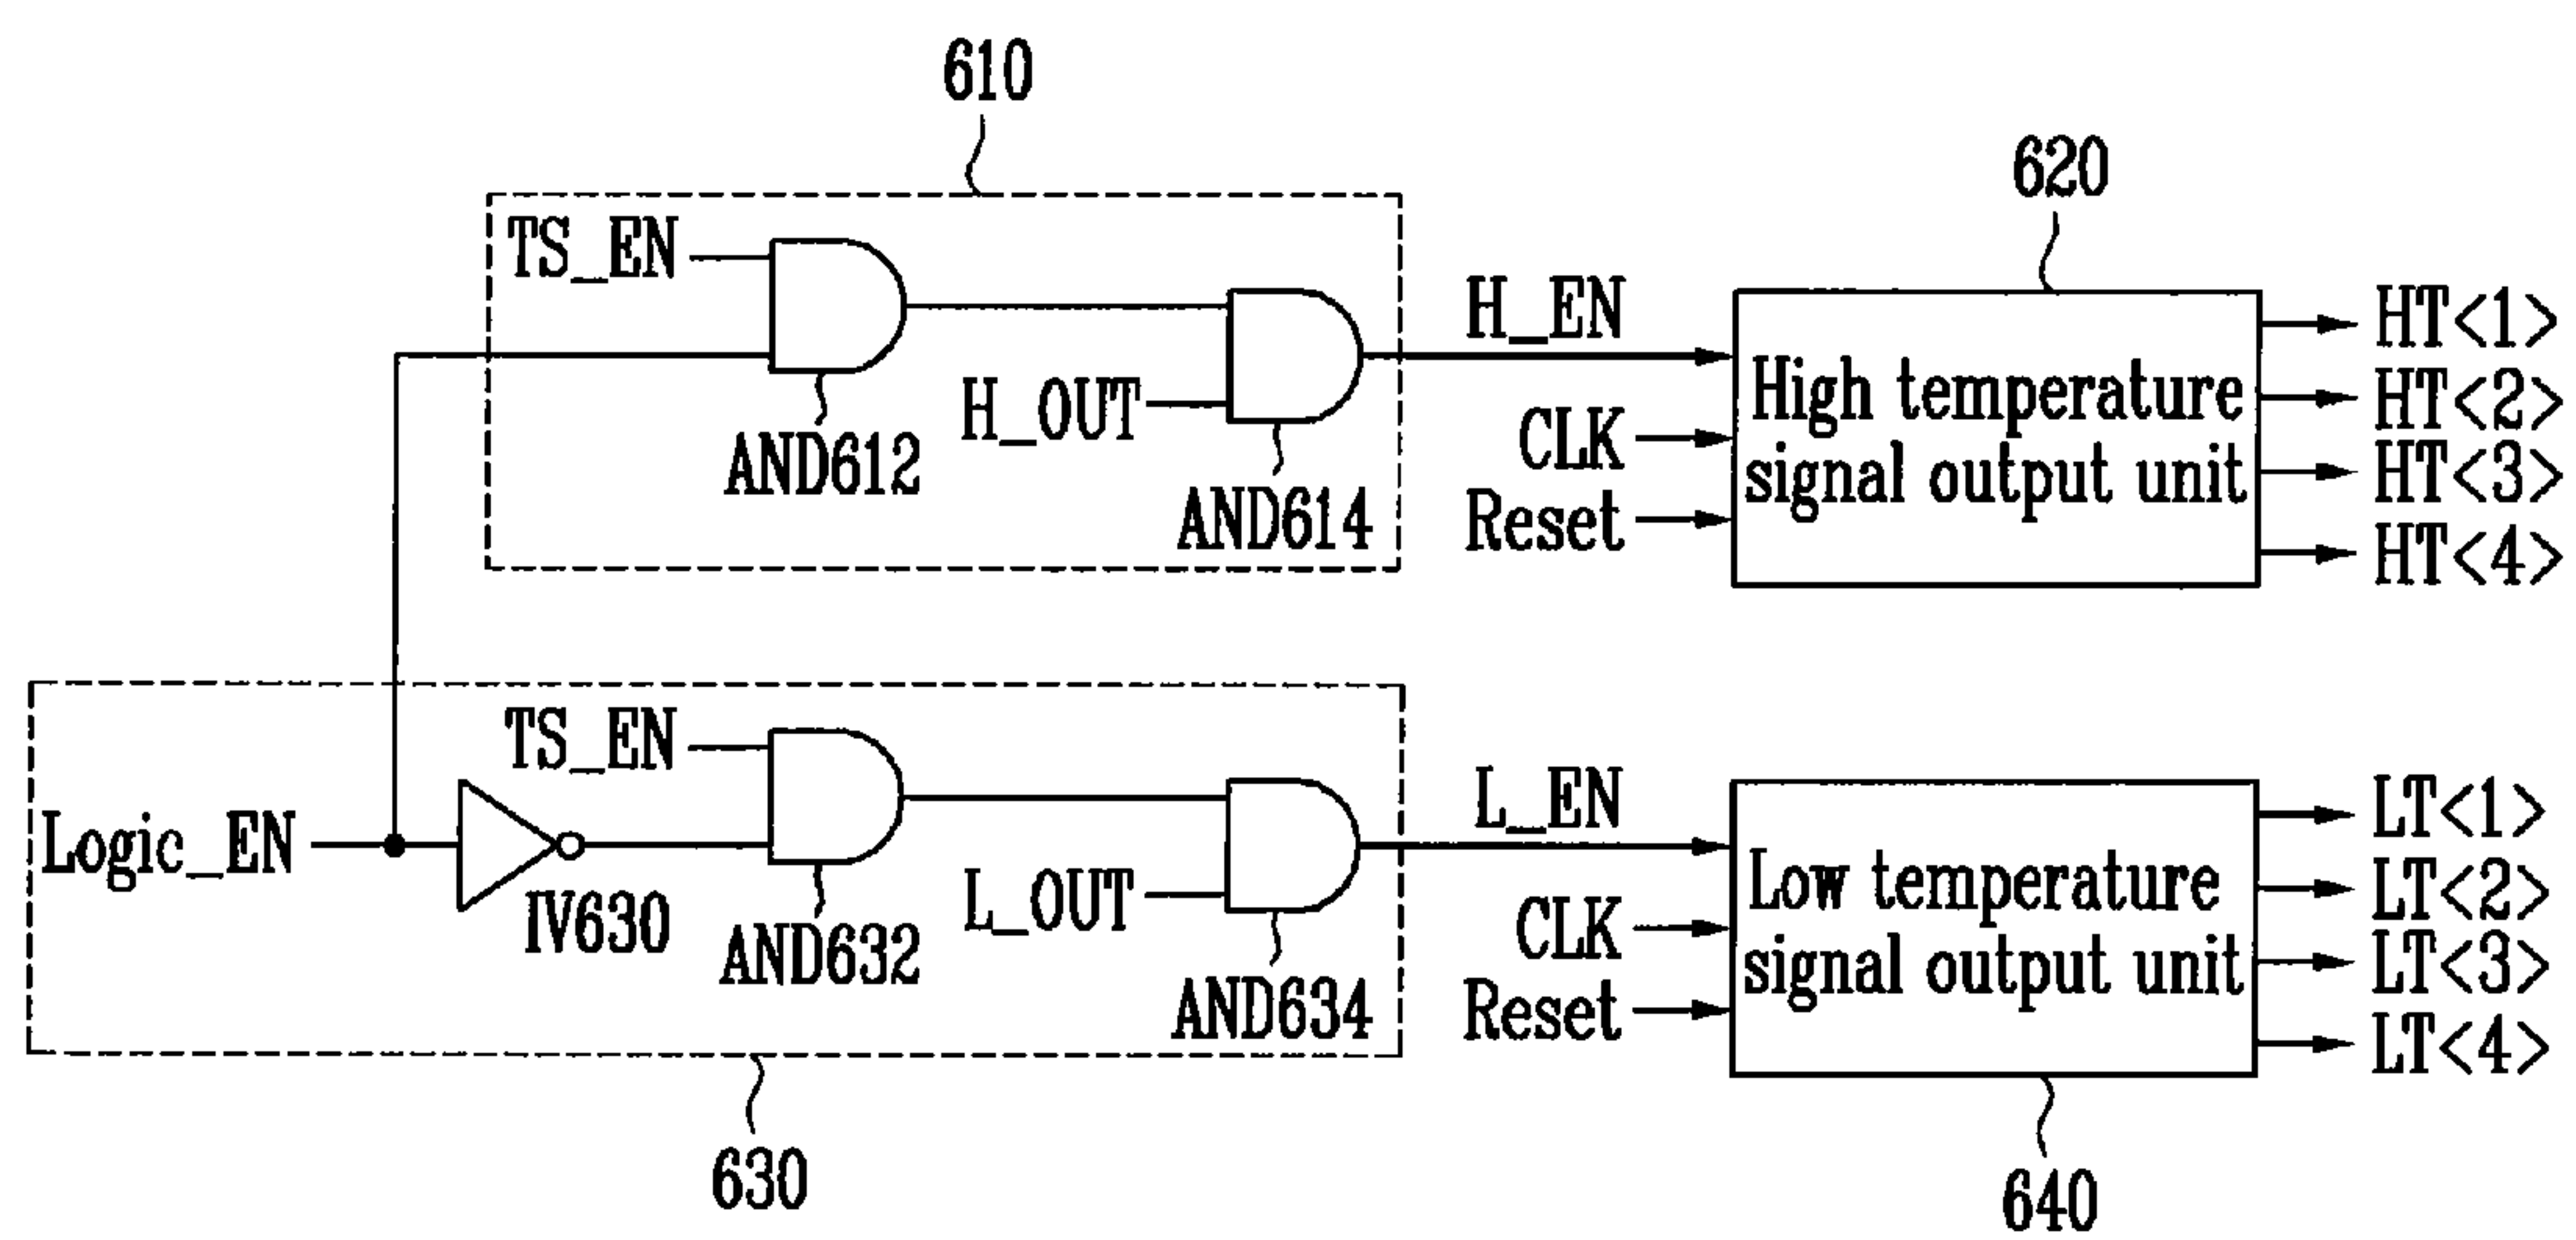 610
620
TS_EN
H_OUT
AND612
AND614
H_EN
CLK
Reset
High temperature
signal output unit
HT<1>
HT<2>
HT<3>
HT<4>
Logic_EN
IV630
TS_EN
AND632
L_OUT
AND634
L_EN
CLK
Reset
Low temperature
signal output unit
LT<1>
LT<2>
LT<3>
LT<4>
630
640